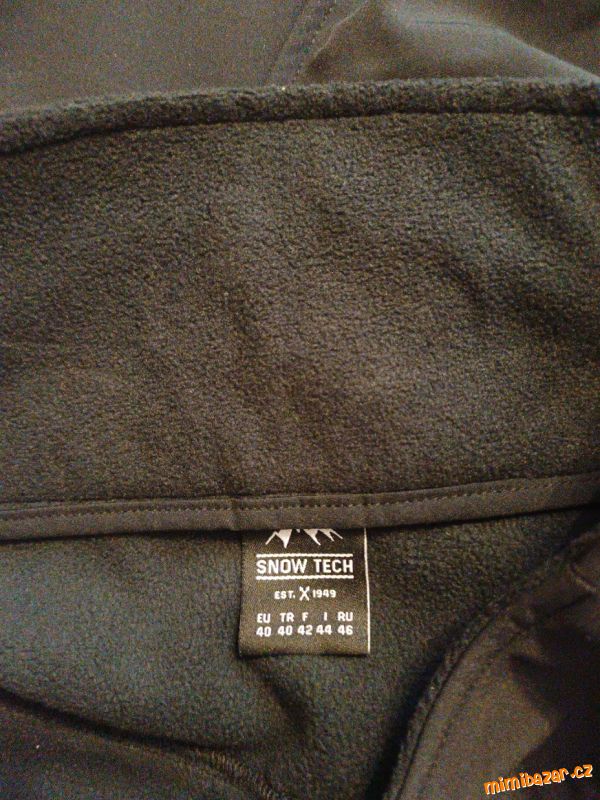 SNOW TECH
EST. X 1949
EU TR F I RU
40 40 42 44 46
mimibazar.cz